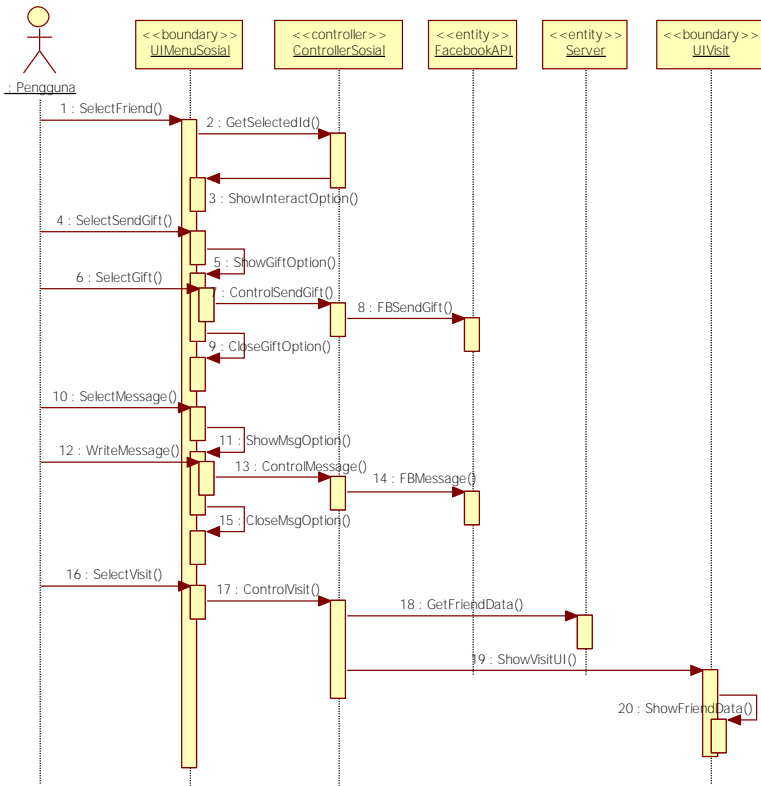 <<boundary>>
UIMenuSosial
<<controller>>
ControllerSosial
<<entity>>
FacebookAPI
<<entity>>
Server
<<boundary>>
UIVisit
: Pengguna
1 : SelectFriend()
2 : GetSelectedId()
3 : ShowInteractOption()
4 : SelectSendGift()
5 : ShowGiftOption()
6 : SelectGift()
7 : ControlSendGift()
8 : FBSendGift()
9 : CloseGiftOption()
10 : SelectMessage()
11 : ShowMsgOption()
12 : WriteMessage()
13 : ControlMessage()
14 : FBMessage()
15 : CloseMsgOption()
16 : SelectVisit()
17 : ControlVisit()
18 : GetFriendData()
19 : ShowVisitUI()
20 : ShowFriendData()